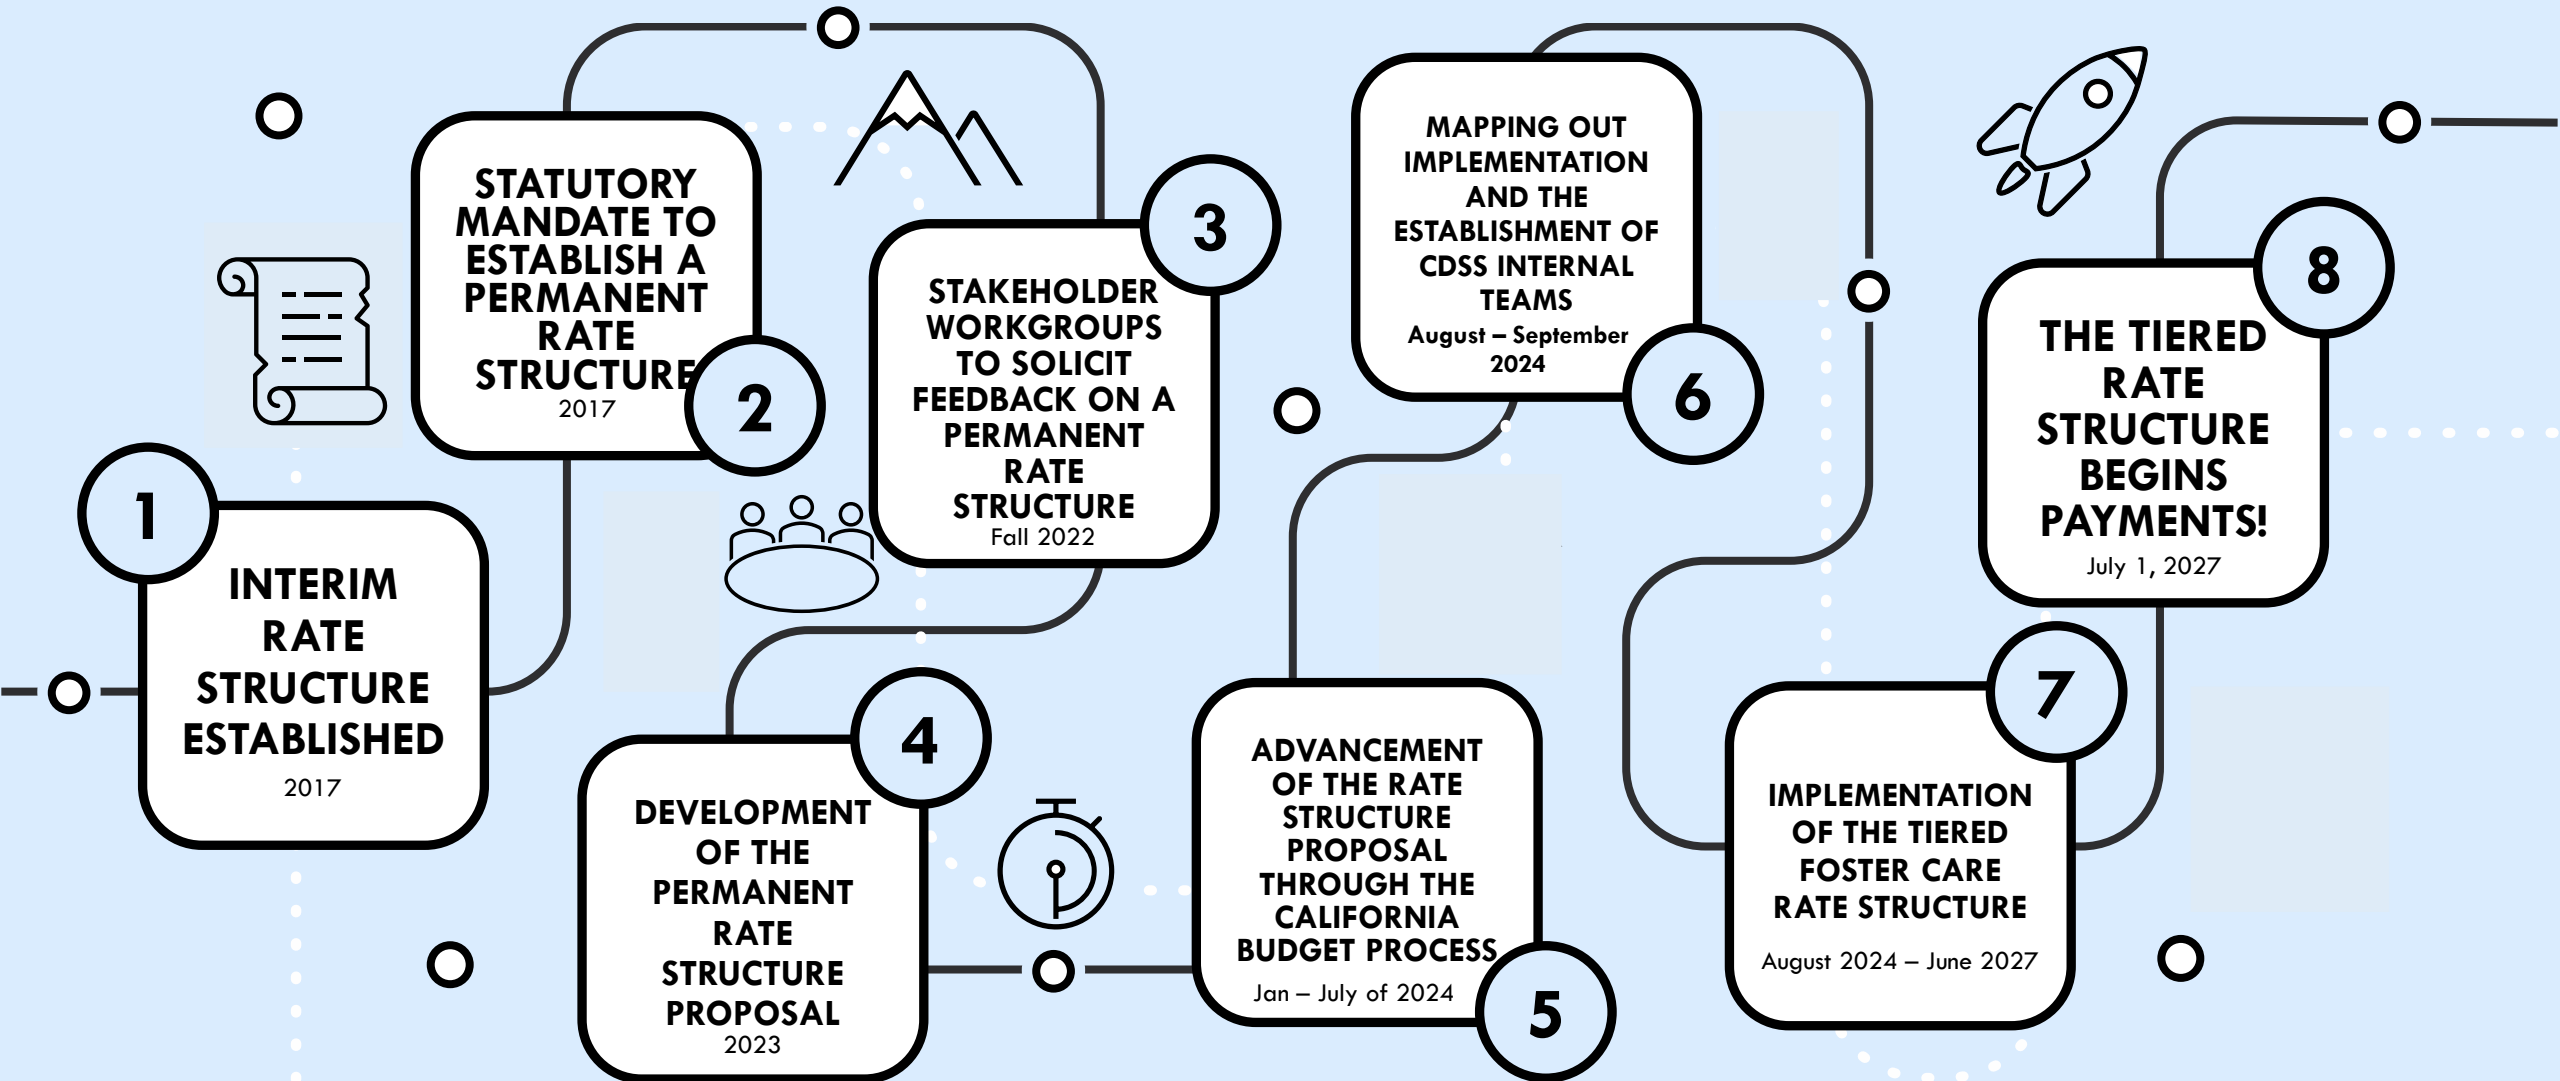 1
INTERIM
RATE
STRUCTURE
ESTABLISHED
2017
STATUTORY
MANDATE TO
ESTABLISH A
PERMANENT
RATE
STRUCTURE
2017
2
3
STAKEHOLDER
WORKGROUPS
TO SOLICIT
FEEDBACK ON A
PERMANENT
RATE
STRUCTURE
Fall 2022
4
DEVELOPMENT
OF THE
PERMANENT
RATE
STRUCTURE
PROPOSAL
2023
ADVANCEMENT
OF THE RATE
STRUCTURE
PROPOSAL
THROUGH THE
CALIFORNIA
BUDGET PROCESS
Jan – July of 2024
5
MAPPING OUT
IMPLEMENTATION
AND THE
ESTABLISHMENT OF
CDSS INTERNAL
TEAMS
August – September
2024
6
7
IMPLEMENTATION
OF THE TIERED
FOSTER CARE
RATE STRUCTURE
August 2024 – June 2027
8
THE TIERED
RATE
STRUCTURE
BEGINS
PAYMENTS!
July 1, 2027